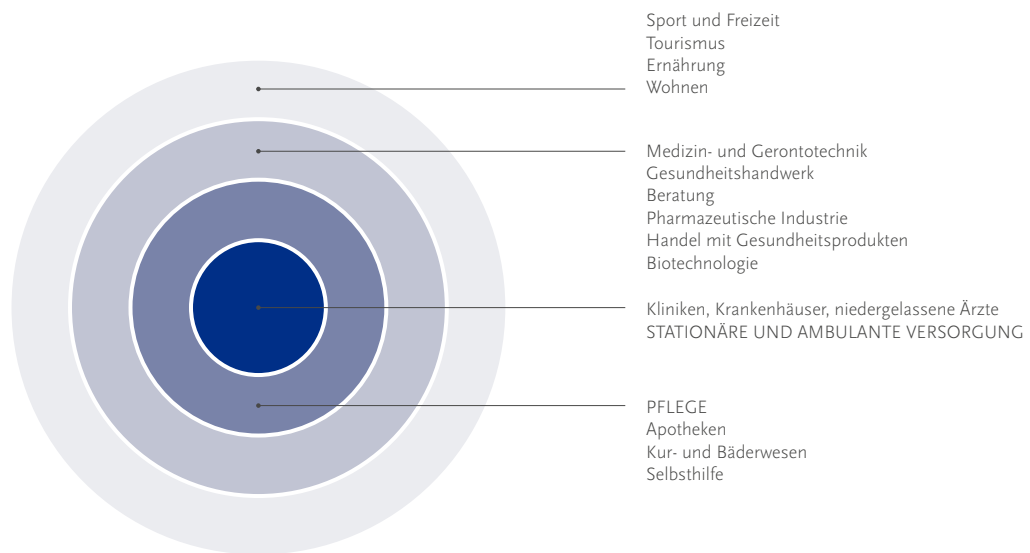 Sport und Freizeit
Tourismus
Ernährung
Wohnen
Medizin- und Gerontotechnik
Gesundheitshandwerk
Beratung
Pharmazeutische Industrie
Handel mit Gesundheitsprodukten
Biotechnologie
Kliniken, Krankenhäuser, niedergelassene Ärzte
STATIONÄRE UND AMBULANTE VERSORGUNG
PFLEGE
Apotheken
Kur- und Bäderwesen
Selbsthilfe